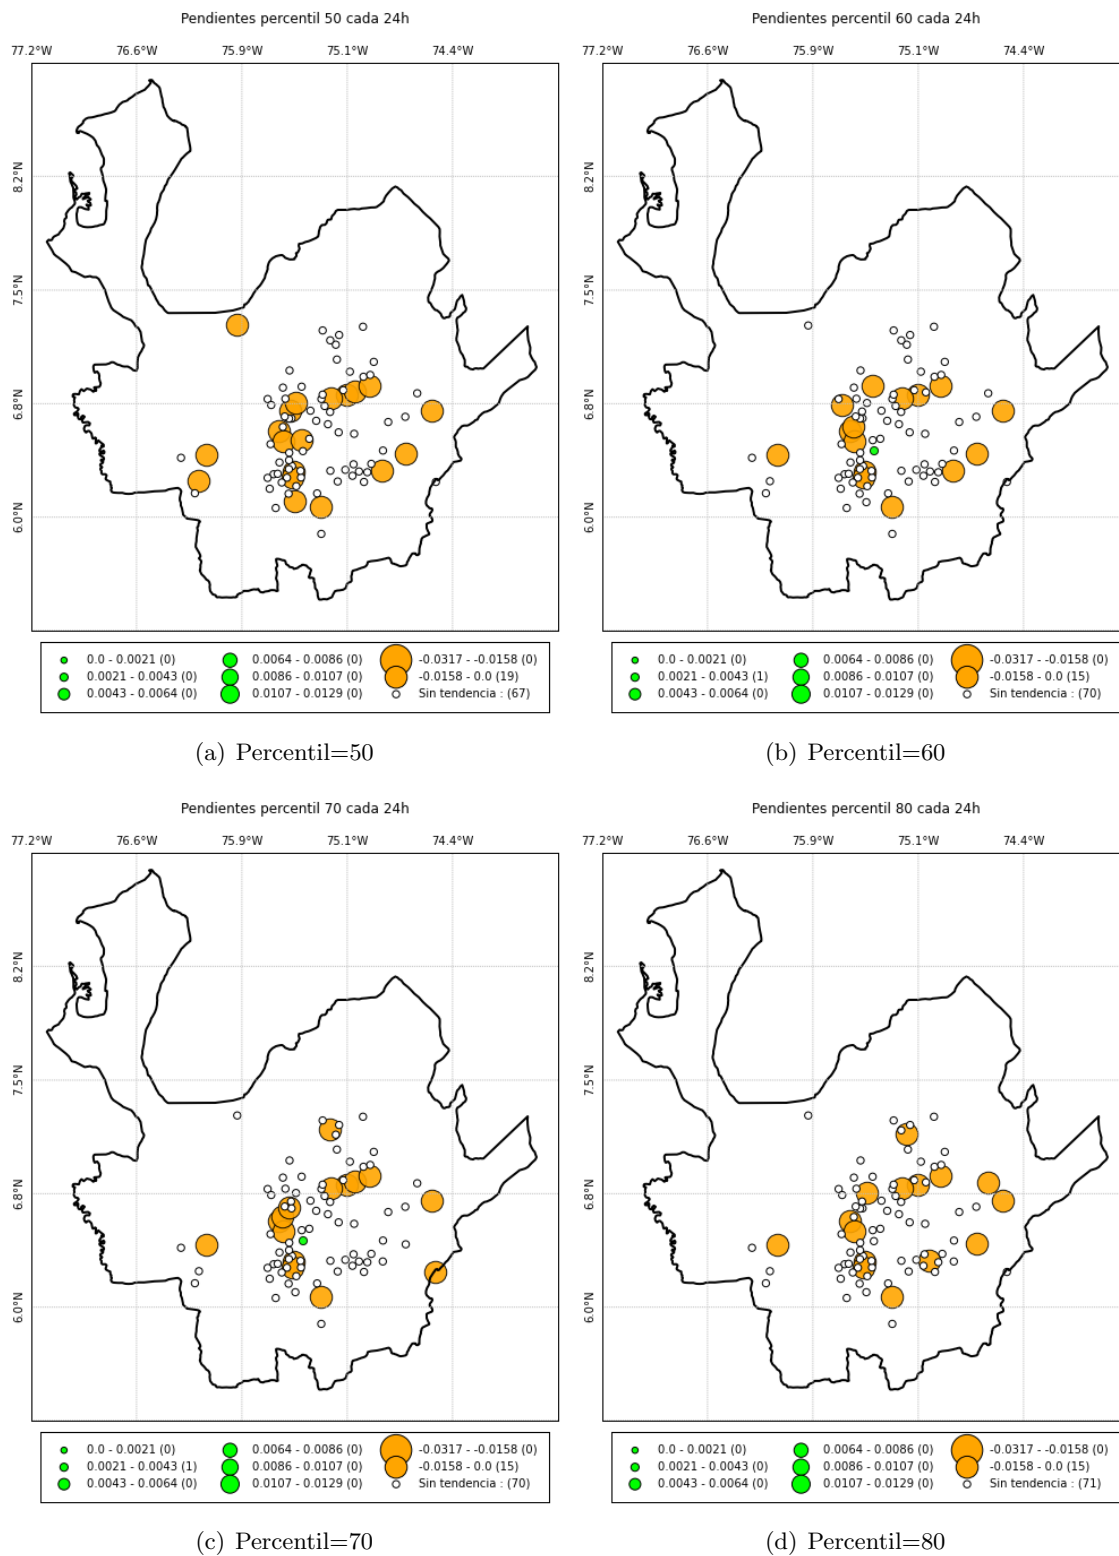 Pendientes percentil 50 cada 24h
77.2°W 76.6°W 75.9°W 75.1°W 74.4°W
8.2°N
7.5°N
6.8°N
6.0°N
0.0 - 0.0021 (0) 0.0064 - 0.0086 (0) -0.0317 - -0.0158 (0)
0.0021 - 0.0043 (0) 0.0086 - 0.0107 (0) -0.0158 - 0.0 (19)
0.0043 - 0.0064 (0) 0.0107 - 0.0129 (0) Sin tendencia : (67)
(a) Percentil=50
Pendientes percentil 60 cada 24h
77.2°W 76.6°W 75.9°W 75.1°W 74.4°W
8.2°N
7.5°N
6.8°N
6.0°N
0.0 - 0.0021 (0) 0.0064 - 0.0086 (0) -0.0317 - -0.0158 (0)
0.0021 - 0.0043 (1) 0.0086 - 0.0107 (0) -0.0158 - 0.0 (15)
0.0043 - 0.0064 (0) 0.0107 - 0.0129 (0) Sin tendencia : (70)
(b) Percentil=60
Pendientes percentil 70 cada 24h
77.2°W 76.6°W 75.9°W 75.1°W 74.4°W
8.2°N
7.5°N
6.8°N
6.0°N
0.0 - 0.0021 (0) 0.0064 - 0.0086 (0) -0.0317 - -0.0158 (0)
0.0021 - 0.0043 (1) 0.0086 - 0.0107 (0) -0.0158 - 0.0 (15)
0.0043 - 0.0064 (0) 0.0107 - 0.0129 (0) Sin tendencia : (70)
(c) Percentil=70
Pendientes percentil 80 cada 24h
77.2°W 76.6°W 75.9°W 75.1°W 74.4°W
8.2°N
7.5°N
6.8°N
6.0°N
0.0 - 0.0021 (0) 0.0064 - 0.0086 (0) -0.0317 - -0.0158 (0)
0.0021 - 0.0043 (0) 0.0086 - 0.0107 (0) -0.0158 - 0.0 (15)
0.0043 - 0.0064 (0) 0.0107 - 0.0129 (0) Sin tendencia : (71)
(d) Percentil=80